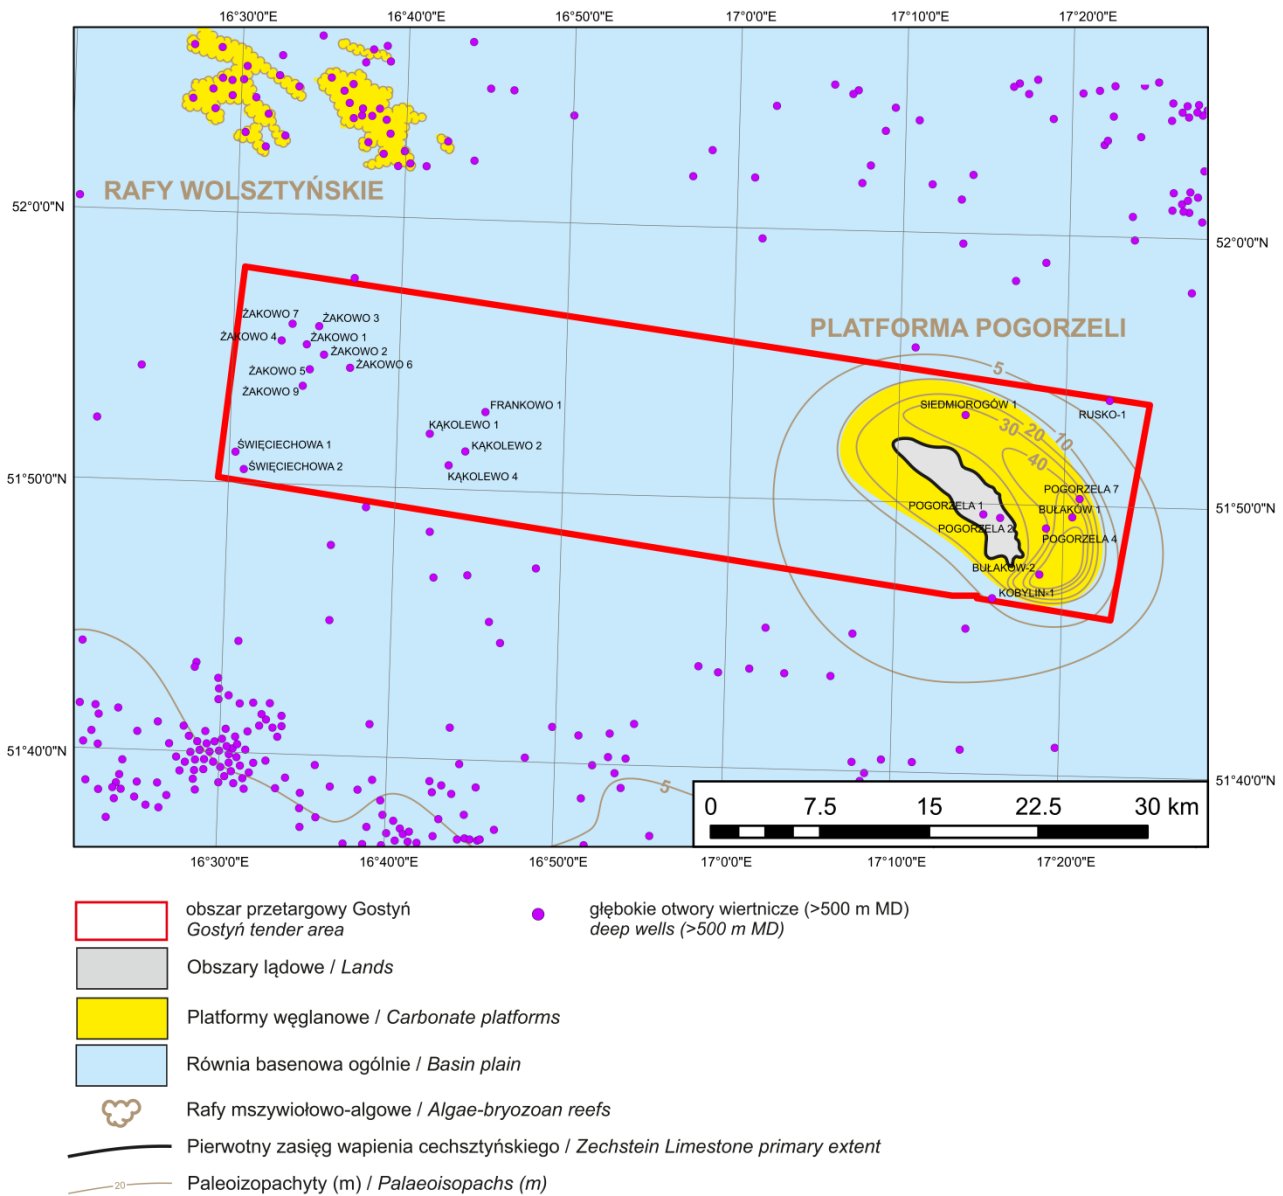 16°30'0"E 16°40'0"E 16°50'0"E 17°0'0"E 17°10'0"E 17°20'0"E
RAFY WOLSZTYŃSKIE
52°0'0"N
52°0'0"N
ŻAKOWO 7
ŻAKOWO 3
ŻAKOWO 4
ŻAKOWO 1
ŻAKOWO 2
ŻAKOWO 5
ŻAKOWO 6
ŻAKOWO 9
PLATFORMA POGORZELI
5
SIEDMIOROGÓW 1
RUSKO-1
30
20
10
40
FRANKOWO 1
KĄKOLEWO 1
KĄKOLEWO 2
KĄKOLEWO 4
ŚWIĘCIECHOWA 1
ŚWIĘCIECHOWA 2
51°50'0"N
POGORZELA 7
POGORZELA 1
BUŁAKÓW 1
51°50'0"N
POGORZELA 2
POGORZELA 4
BUŁAKÓW-2
KOBYLIN-1
51°40'0"N
51°40'0"N
5
0 7.5 15 22.5 30 km
16°30'0"E 16°40'0"E 16°50'0"E 17°0'0"E 17°10'0"E 17°20'0"E
obszar przetargowy Gostyń
Gostyń tender area
głębokie otwory wiertnicze (>500 m MD)
deep wells (>500 m MD)
Obszary lądowe / Lands
Platformy węglanowe / Carbonate platforms
Równia basenowa ogólnie / Basin plain
Rafy mszywiołowo-algowe / Algae-bryozoan reefs
Pierwotny zasięg wapienia cechsztyńskiego / Zechstein Limestone primary extent
20
Paleoizopachyty (m) / Palaeoisopachs (m)